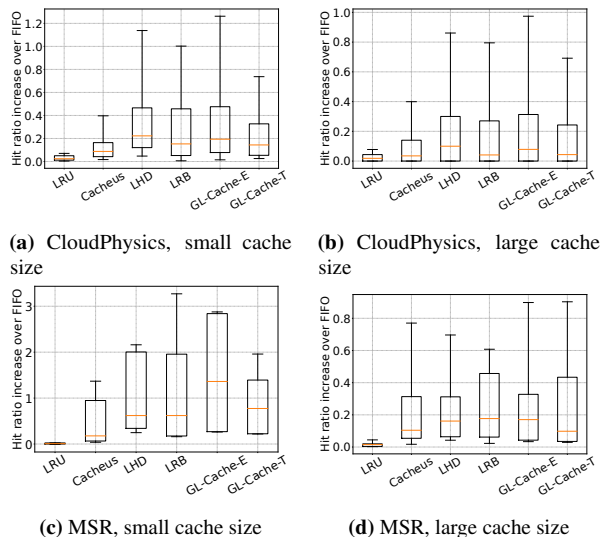 Hit ratio increase over FIFO
1.2
1.0
0.8
0.6
0.4
0.2
0.0
LRU
Cacheus
LHD
LRB
GL-Cache-E
GL-Cache-T
(a) CloudPhysics, small cache
size
Hit ratio increase over FIFO
1.0
0.8
0.6
0.4
0.2
0.0
LRU
Cacheus
LHD
LRB
GL-Cache-E
GL-Cache-T
(b) CloudPhysics, large cache
size
Hit ratio increase over FIFO
3
2
1
0
LRU
Cacheus
LHD
LRB
GL-Cache-E
GL-Cache-T
(c) MSR, small cache size
Hit ratio increase over FIFO
0.8
0.6
0.4
0.2
0.0
LRU
Cacheus
LHD
LRB
GL-Cache-E
GL-Cache-T
(d) MSR, large cache size